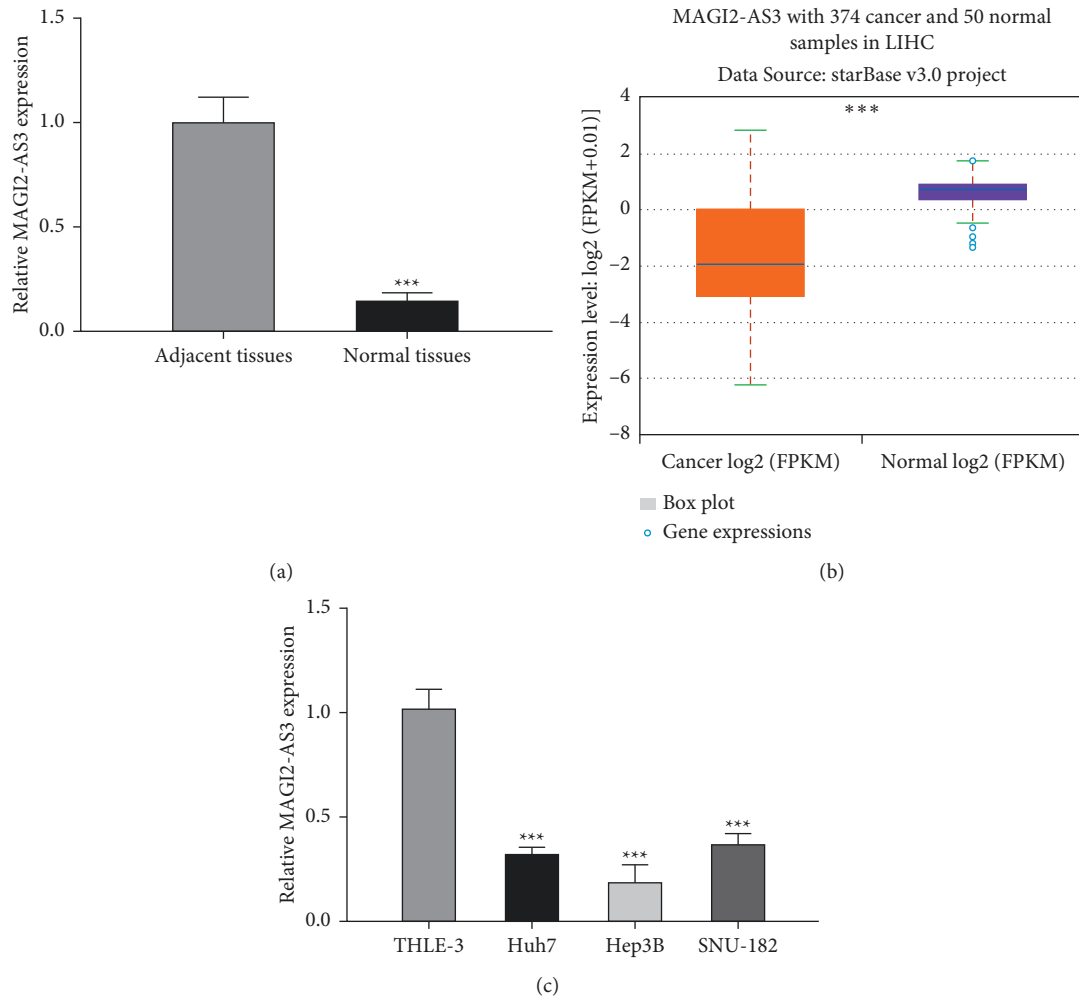 1.5
1.0
0.5
0.0
Relative MAGI2-AS3 expression
***
Adjacent tissues
Normal tissues
(a)
MAGI2-AS3 with 374 cancer and 50 normal
samples in LIHC
Data Source: starBase v3.0 project
4
2
0
−2
−4
−6
−8
Expression level: log2 (FPKM+0.01)]
***
Cancer log2 (FPKM)
Normal log2 (FPKM)
Box plot
Gene expressions
(b)
1.5
1.0
0.5
0.0
Relative MAGI2-AS3 expression
***
***
***
THLE-3
Huh7
Hep3B
SNU-182
(c)